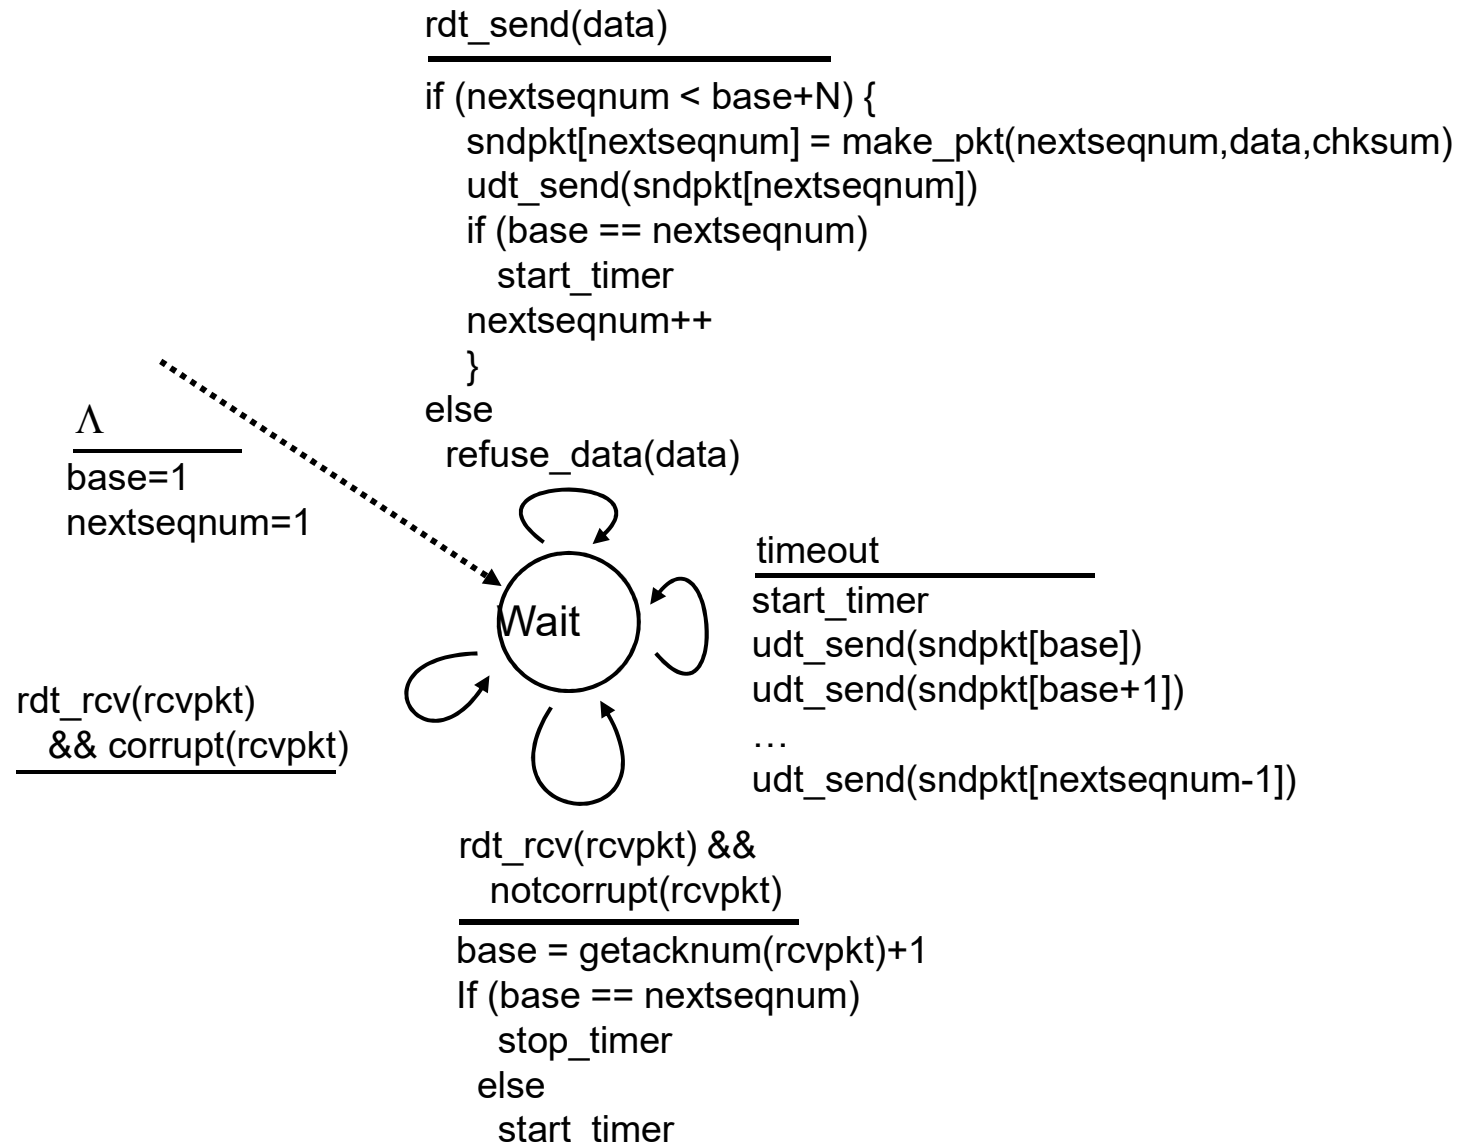 rdt_send(data)
if (nextseqnum < base+N) {
sndpkt[nextseqnum] = make_pkt(nextseqnum,data,chksum)
udt_send(sndpkt[nextseqnum])
if (base == nextseqnum)
start_timer
nextseqnum++
}
else
refuse_data(data)
Λ
base=1
nextseqnum=1
Wait
timeout
start_timer
udt_send(sndpkt[base])
udt_send(sndpkt[base+1])
…
udt_send(sndpkt[nextseqnum-1])
rdt_rcv(rcvpkt)
&& corrupt(rcvpkt)
rdt_rcv(rcvpkt) &&
notcorrupt(rcvpkt)
base = getacknum(rcvpkt)+1
If (base == nextseqnum)
stop_timer
else
start_timer